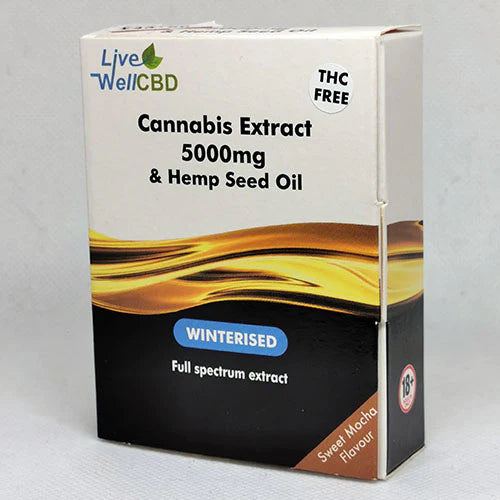 Live
WellCBD
THC
FREE
Cannabis Extract
5000mg
& Hemp Seed Oil
WINTERISED
Full spectrum extract
18+
Sweet Mocha
Flavour